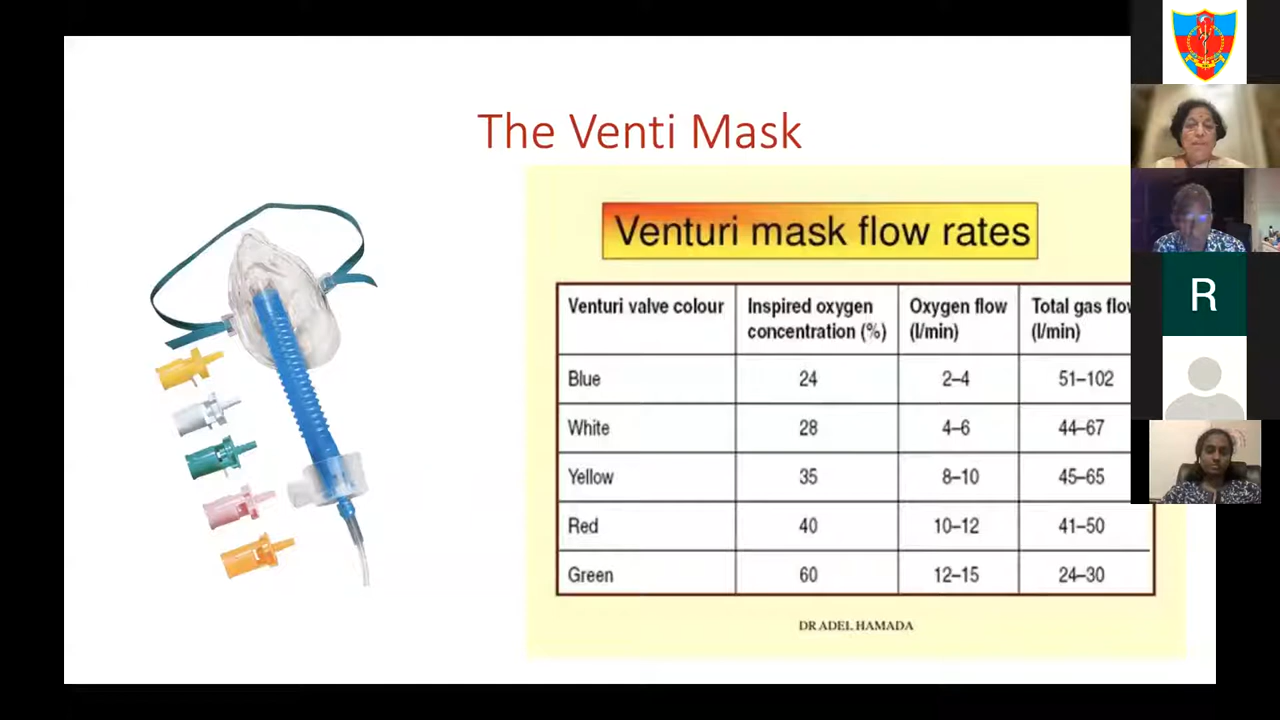 The Venti Mask
Venturi mask flow rates
Venturi valve colour Inspired oxygen concentration (%) Oxygen flow (l/min) Total gas flow (l/min)
Blue 24 2–4 51–102
White 28 4–6 44–67
Yellow 35 8–10 45–65
Red 40 10–12 41–50
Green 60 12–15 24–30
DR ADEL HAMADA
R